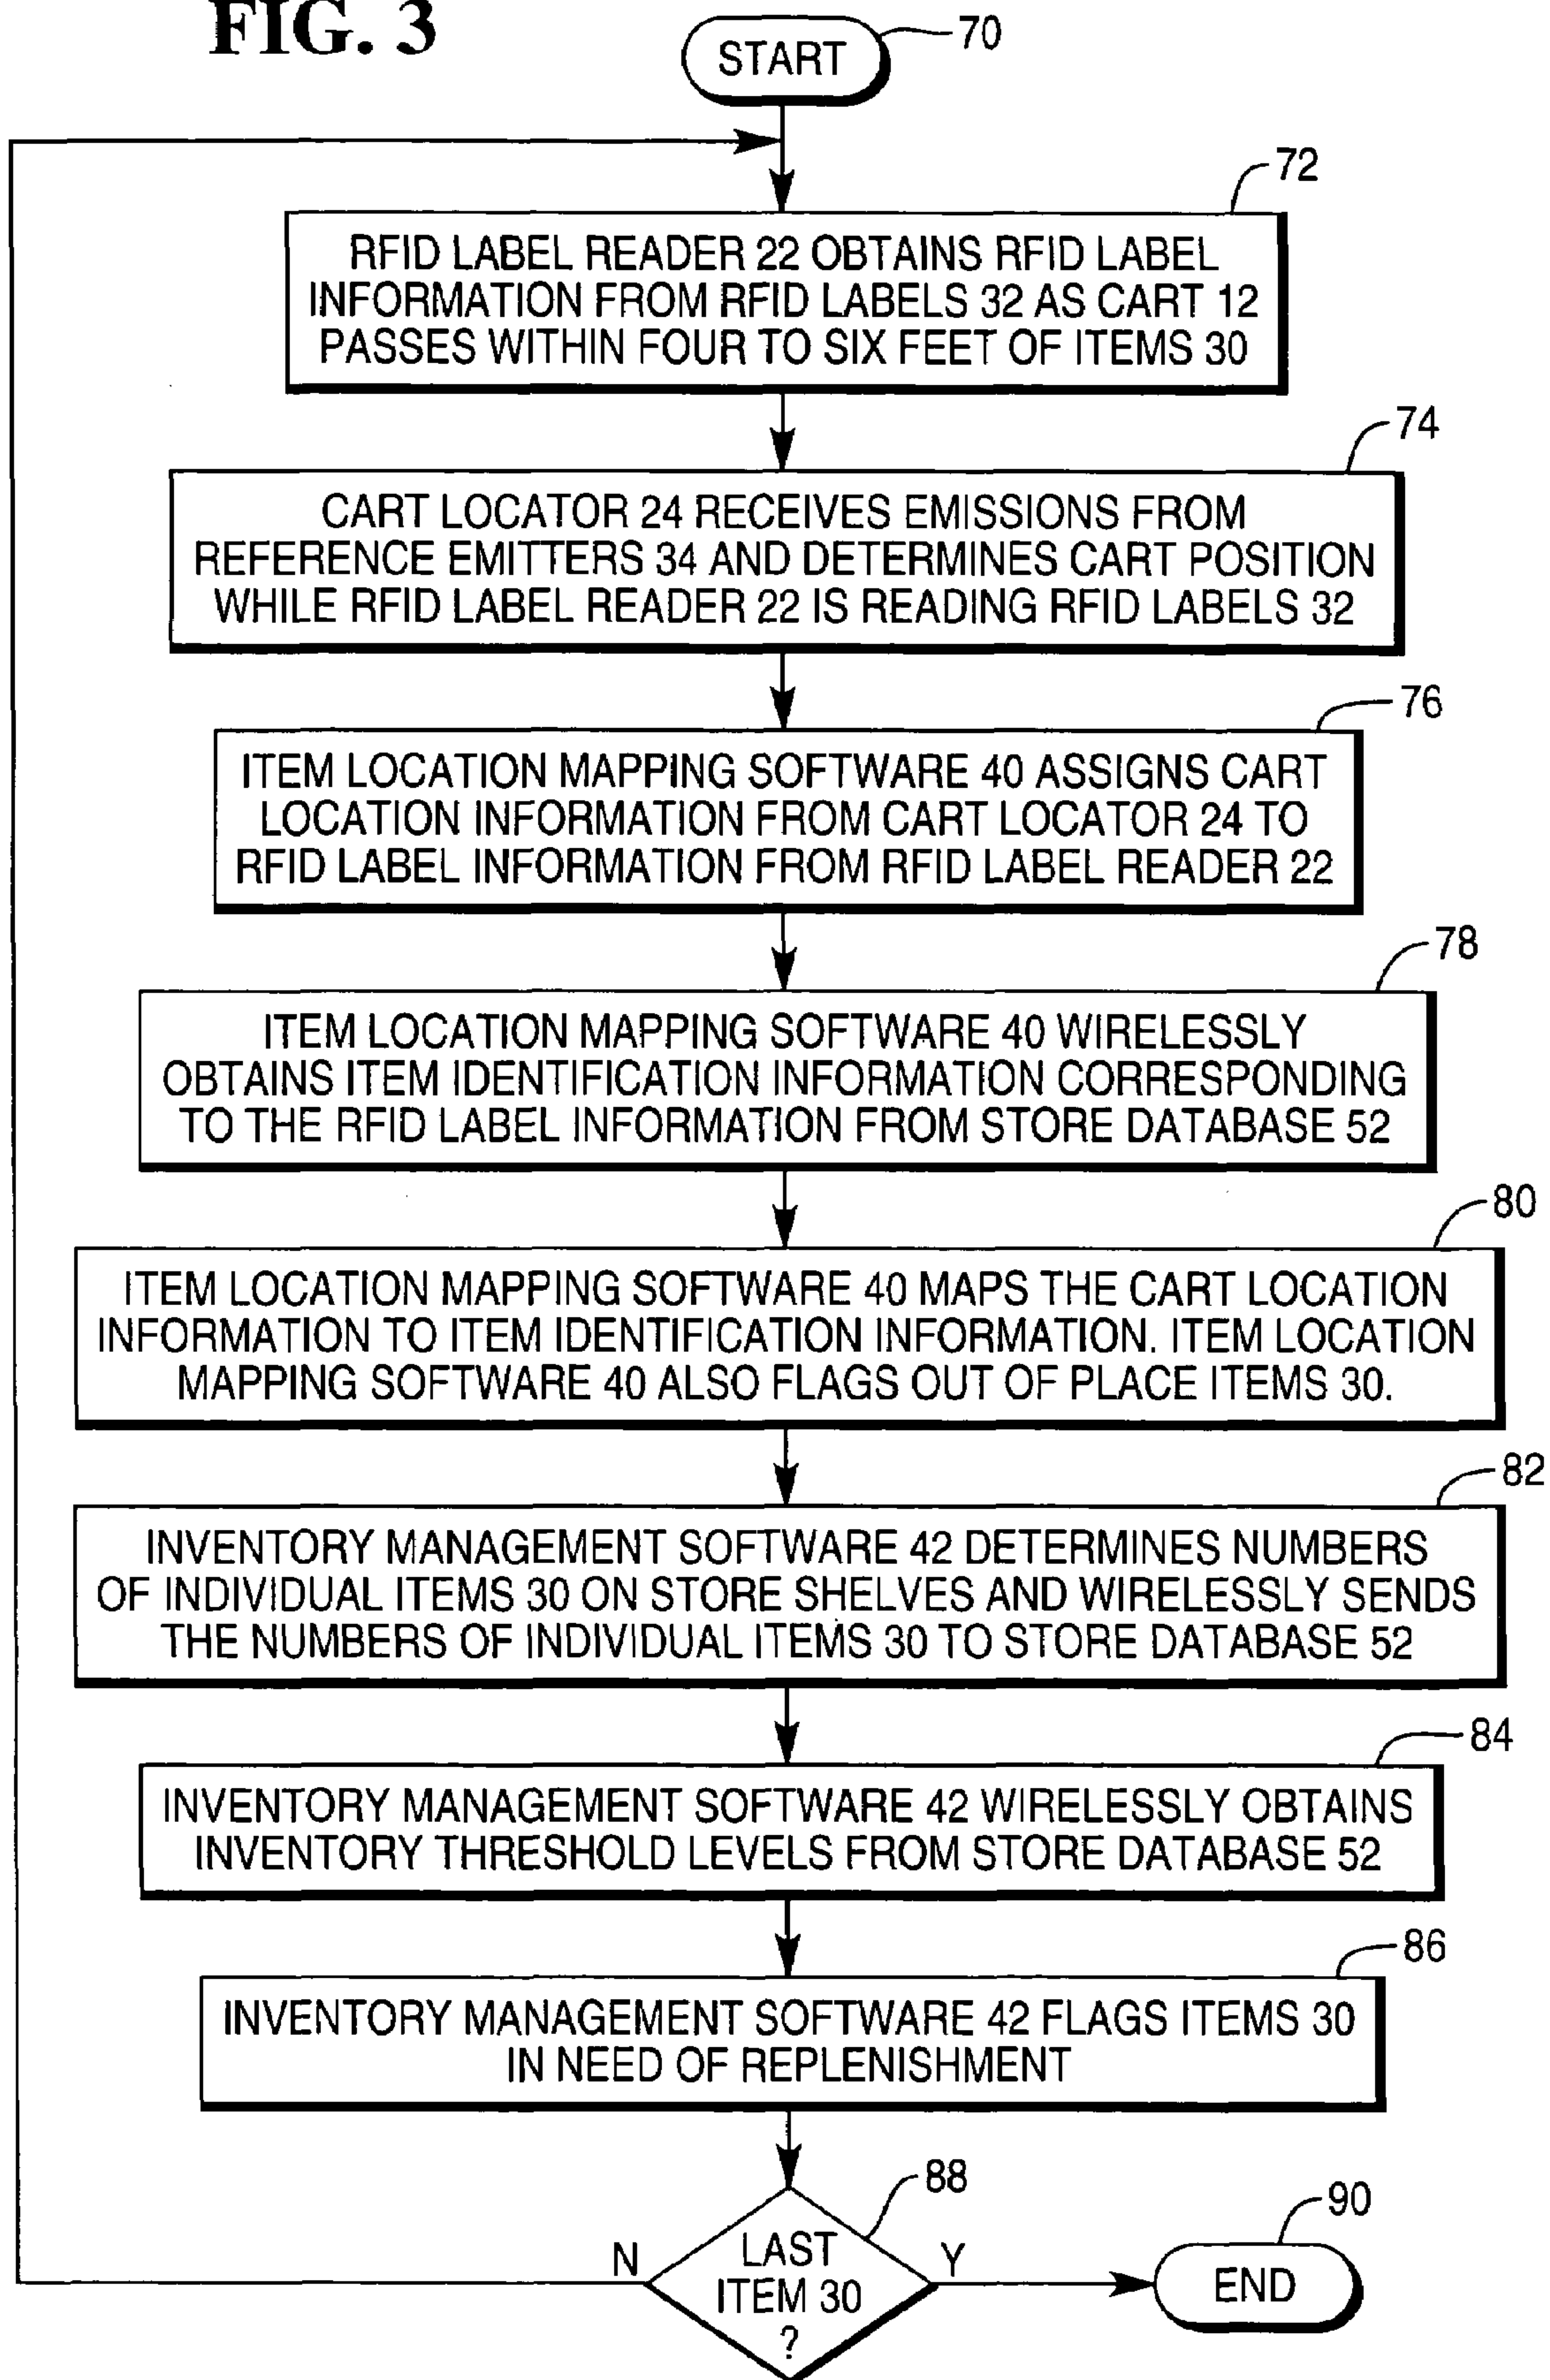 FIG. 3
START
70
72
RFID LABEL READER 22 OBTAINS RFID LABEL
INFORMATION FROM RFID LABELS 32 AS CART 12
PASSES WITHIN FOUR TO SIX FEET OF ITEMS 30
74
CART LOCATOR 24 RECEIVES EMISSIONS FROM
REFERENCE EMITTERS 34 AND DETERMINES CART POSITION
WHILE RFID LABEL READER 22 IS READING RFID LABELS 32
76
ITEM LOCATION MAPPING SOFTWARE 40 ASSIGNS CART
LOCATION INFORMATION FROM CART LOCATOR 24 TO
RFID LABEL INFORMATION FROM RFID LABEL READER 22
78
ITEM LOCATION MAPPING SOFTWARE 40 WIRELESSLY
OBTAINS ITEM IDENTIFICATION INFORMATION CORRESPONDING
TO THE RFID LABEL INFORMATION FROM STORE DATABASE 52
80
ITEM LOCATION MAPPING SOFTWARE 40 MAPS THE CART LOCATION
INFORMATION TO ITEM IDENTIFICATION INFORMATION. ITEM LOCATION
MAPPING SOFTWARE 40 ALSO FLAGS OUT OF PLACE ITEMS 30.
82
INVENTORY MANAGEMENT SOFTWARE 42 DETERMINES NUMBERS
OF INDIVIDUAL ITEMS 30 ON STORE SHELVES AND WIRELESSLY SENDS
THE NUMBERS OF INDIVIDUAL ITEMS 30 TO STORE DATABASE 52
84
INVENTORY MANAGEMENT SOFTWARE 42 WIRELESSLY OBTAINS
INVENTORY THRESHOLD LEVELS FROM STORE DATABASE 52
86
INVENTORY MANAGEMENT SOFTWARE 42 FLAGS ITEMS 30
IN NEED OF REPLENISHMENT
88
90
N
LAST
ITEM 30
?
Y
END